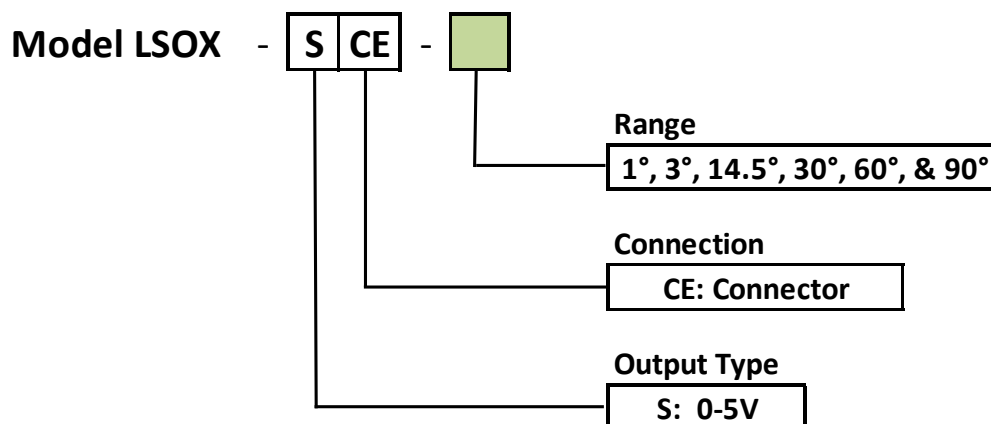 Model LSOX - S CE -
Range
1°, 3°, 14.5°, 30°, 60°, & 90°
Connection
CE: Connector
Output Type
S: 0-5V